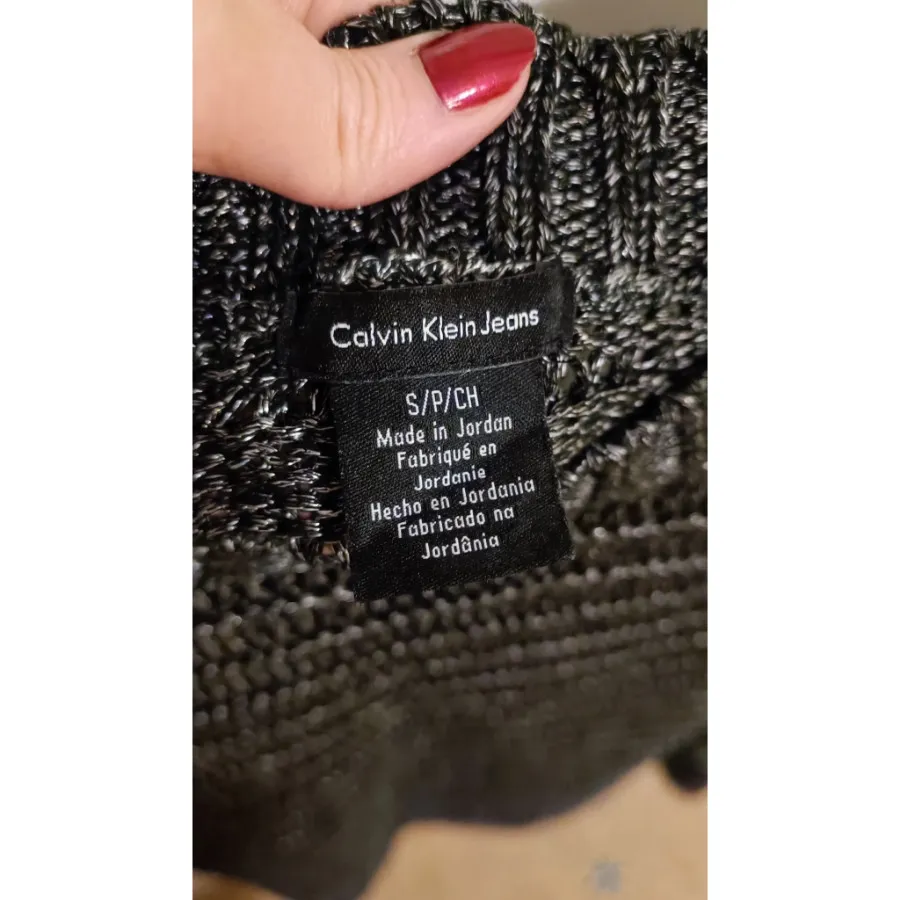 Calvin Klein Jeans
S/P/CH
Made in Jordan
Fabriqué en
Jordanie
Hecho en Jordania
Fabricado na
Jordânia